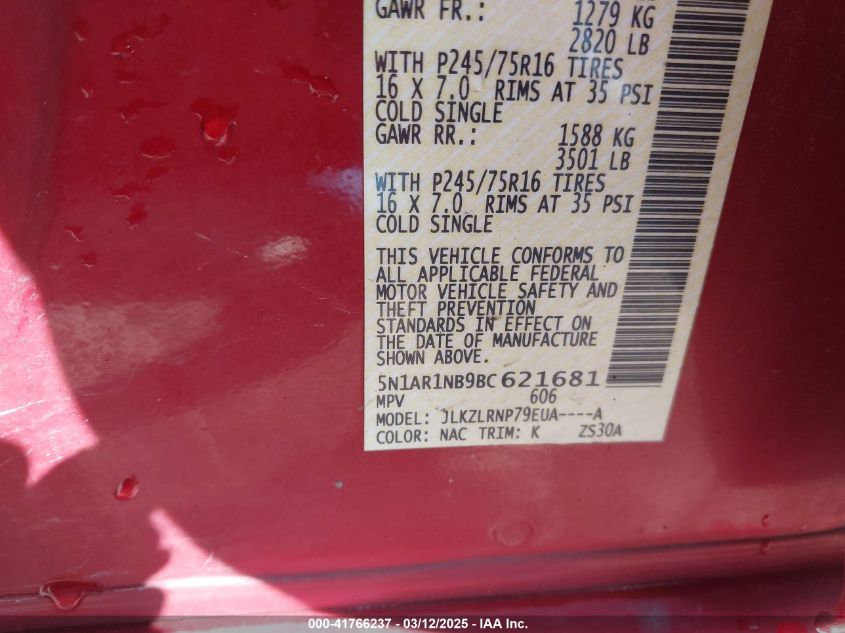 GAWR FR.: 1279 KG
2820 LB
WITH P245/75R16 TIRES
16 X 7.0 RIMS AT 35 PSI
COLD SINGLE
GAWR RR.: 1588 KG
3501 LB
WITH P245/75R16 TIRES
16 X 7.0 RIMS AT 35 PSI
COLD SINGLE
THIS VEHICLE CONFORMS TO
ALL APPLICABLE FEDERAL
MOTOR VEHICLE SAFETY AND
THEFT PREVENTION
STANDARDS IN EFFECT ON
THE DATE OF MANUFACTURE
SHOWN ABOVE.
5N1AR1NB9BC621681
MPV 606
MODEL: JLKZLRNP79EUA----A
COLOR: NAC TRIM: K ZS30A
000-41766237 - 03/12/2025 - IAA Inc.